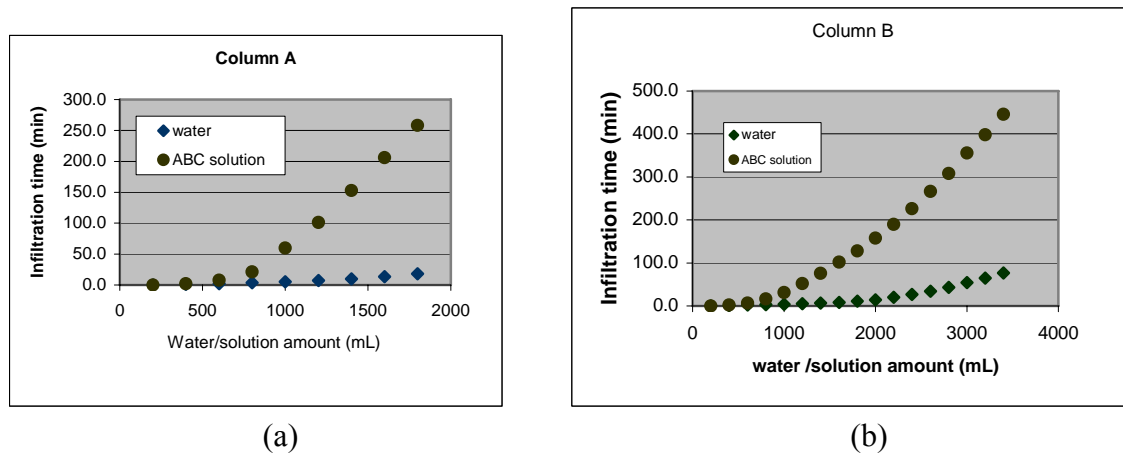 Column A
300.0
250.0
200.0
150.0
100.0
50.0
0.0
Infiltration time (min)
water
ABC solution
0 500 1000 1500 2000
Water/solution amount (mL)
(a)
Column B
500.0
400.0
300.0
200.0
100.0
0.0
Infiltration time (min)
water
ABC solution
0 1000 2000 3000 4000
water /solution amount (mL)
(b)